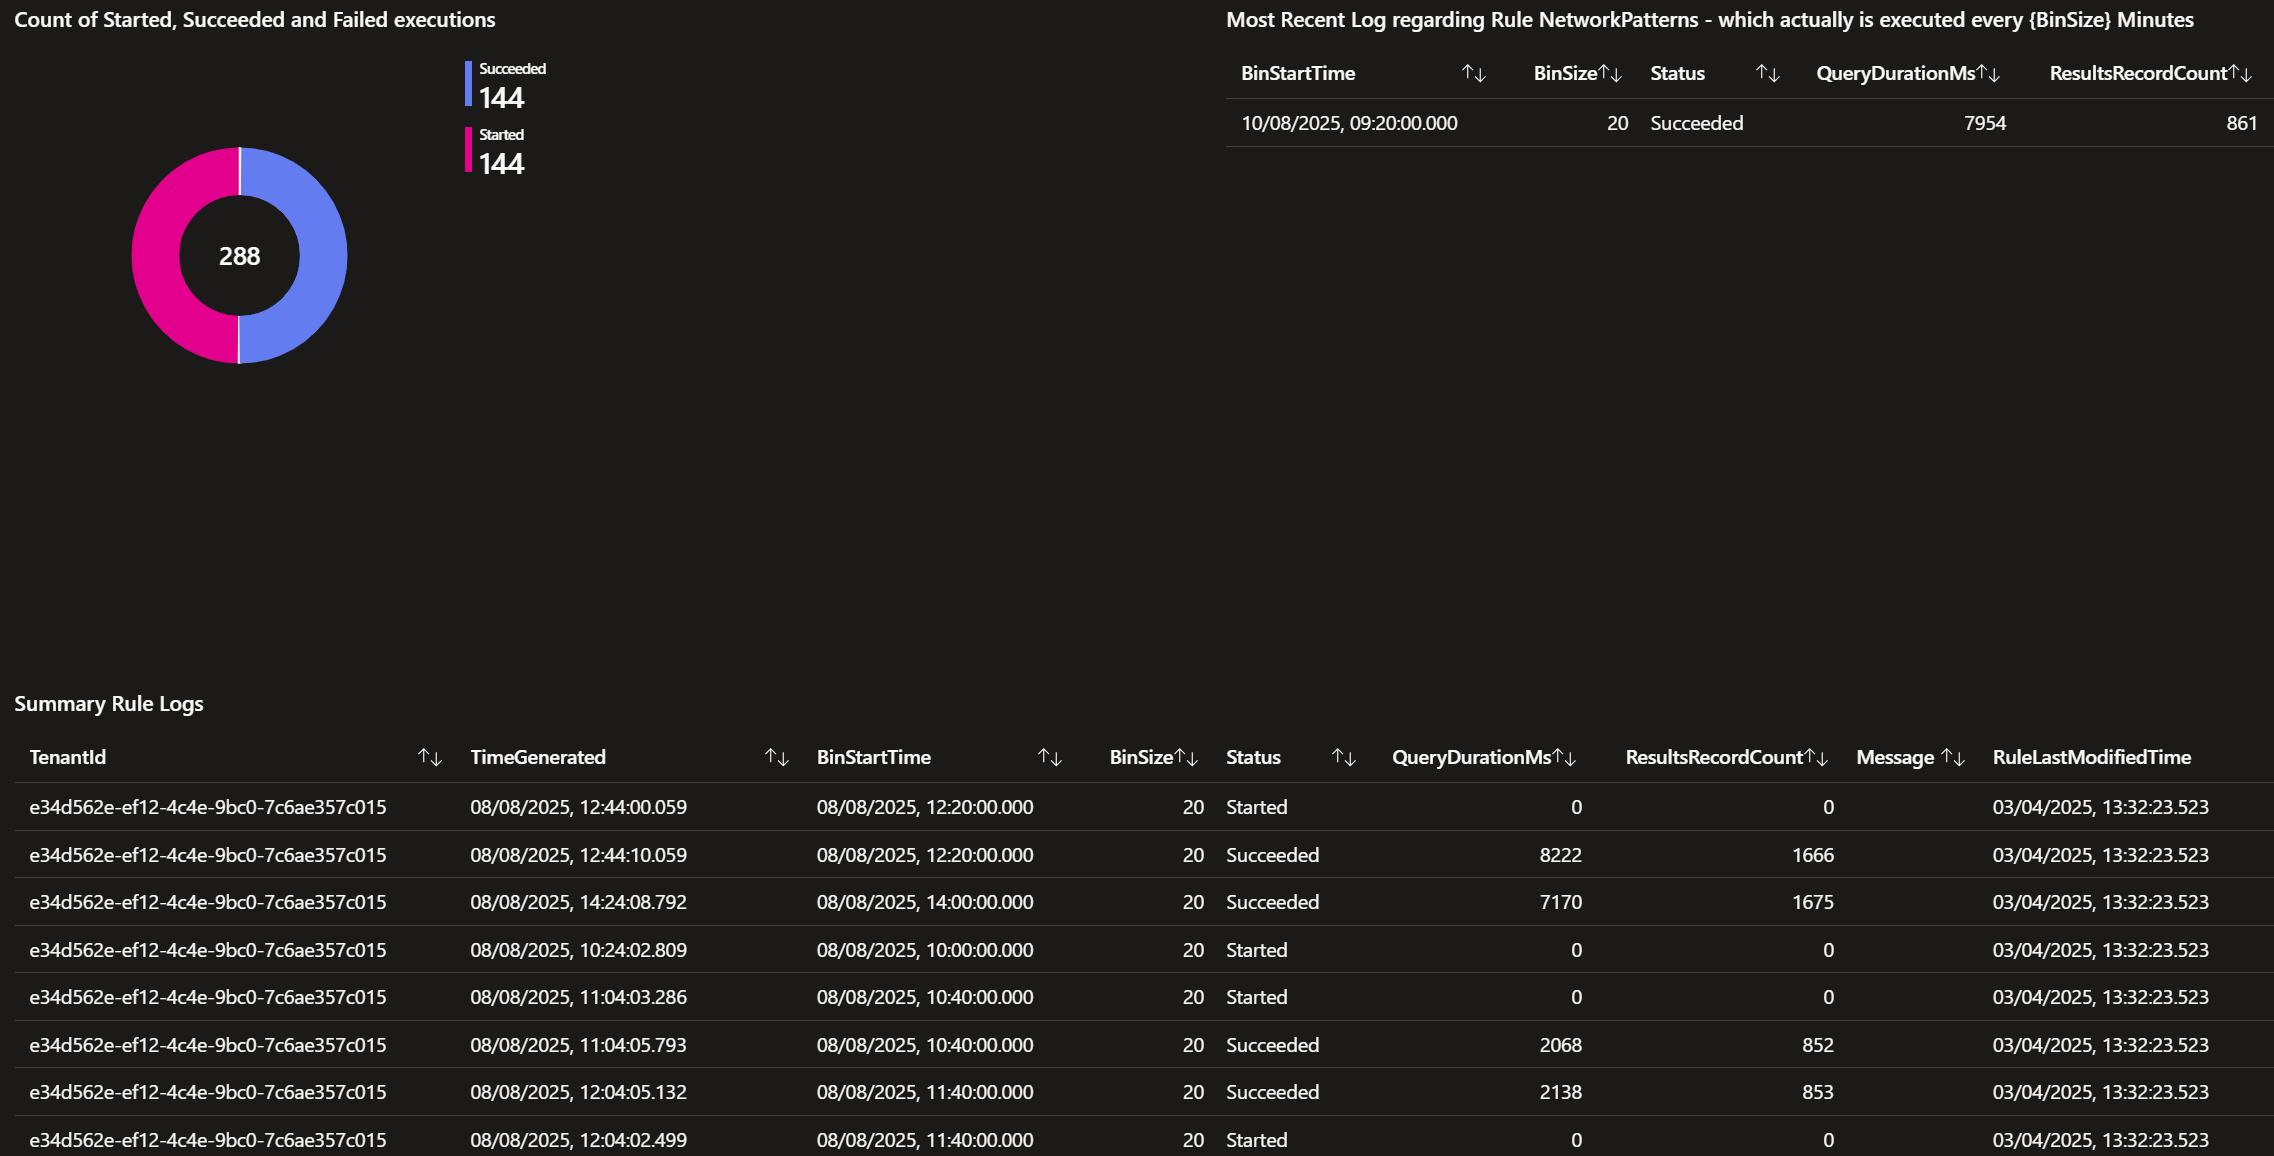 Count of Started, Succeeded and Failed executions
Succeeded
144
Started
144
288
Most Recent Log regarding Rule NetworkPatterns - which actually is executed every {BinSize} Minutes
BinStartTime ↑↓ BinSize↑↓ Status ↑↓ QueryDurationMs↑↓ ResultsRecordCount↑↓
10/08/2025, 09:20:00.000 20 Succeeded 7954 861
Summary Rule Logs
TenantId ↑↓ TimeGenerated ↑↓ BinStartTime ↑↓ BinSize↑↓ Status ↑↓ QueryDurationMs↑↓ ResultsRecordCount↑↓ Message ↑↓ RuleLastModifiedTime
e34d562e-ef12-4c4e-9bc0-7c6ae357c015 08/08/2025, 12:44:00.059 08/08/2025, 12:20:00.000 20 Started 0 0 03/04/2025, 13:32:23.523
e34d562e-ef12-4c4e-9bc0-7c6ae357c015 08/08/2025, 12:44:10.059 08/08/2025, 12:20:00.000 20 Succeeded 8222 1666 03/04/2025, 13:32:23.523
e34d562e-ef12-4c4e-9bc0-7c6ae357c015 08/08/2025, 14:24:08.792 08/08/2025, 14:00:00.000 20 Succeeded 7170 1675 03/04/2025, 13:32:23.523
e34d562e-ef12-4c4e-9bc0-7c6ae357c015 08/08/2025, 10:24:02.809 08/08/2025, 10:00:00.000 20 Started 0 0 03/04/2025, 13:32:23.523
e34d562e-ef12-4c4e-9bc0-7c6ae357c015 08/08/2025, 11:04:03.286 08/08/2025, 10:40:00.000 20 Started 0 0 03/04/2025, 13:32:23.523
e34d562e-ef12-4c4e-9bc0-7c6ae357c015 08/08/2025, 11:04:05.793 08/08/2025, 10:40:00.000 20 Succeeded 2068 852 03/04/2025, 13:32:23.523
e34d562e-ef12-4c4e-9bc0-7c6ae357c015 08/08/2025, 12:04:05.132 08/08/2025, 11:40:00.000 20 Succeeded 2138 853 03/04/2025, 13:32:23.523
e34d562e-ef12-4c4e-9bc0-7c6ae357c015 08/08/2025, 12:04:02.499 08/08/2025, 11:40:00.000 20 Started 0 0 03/04/2025, 13:32:23.523